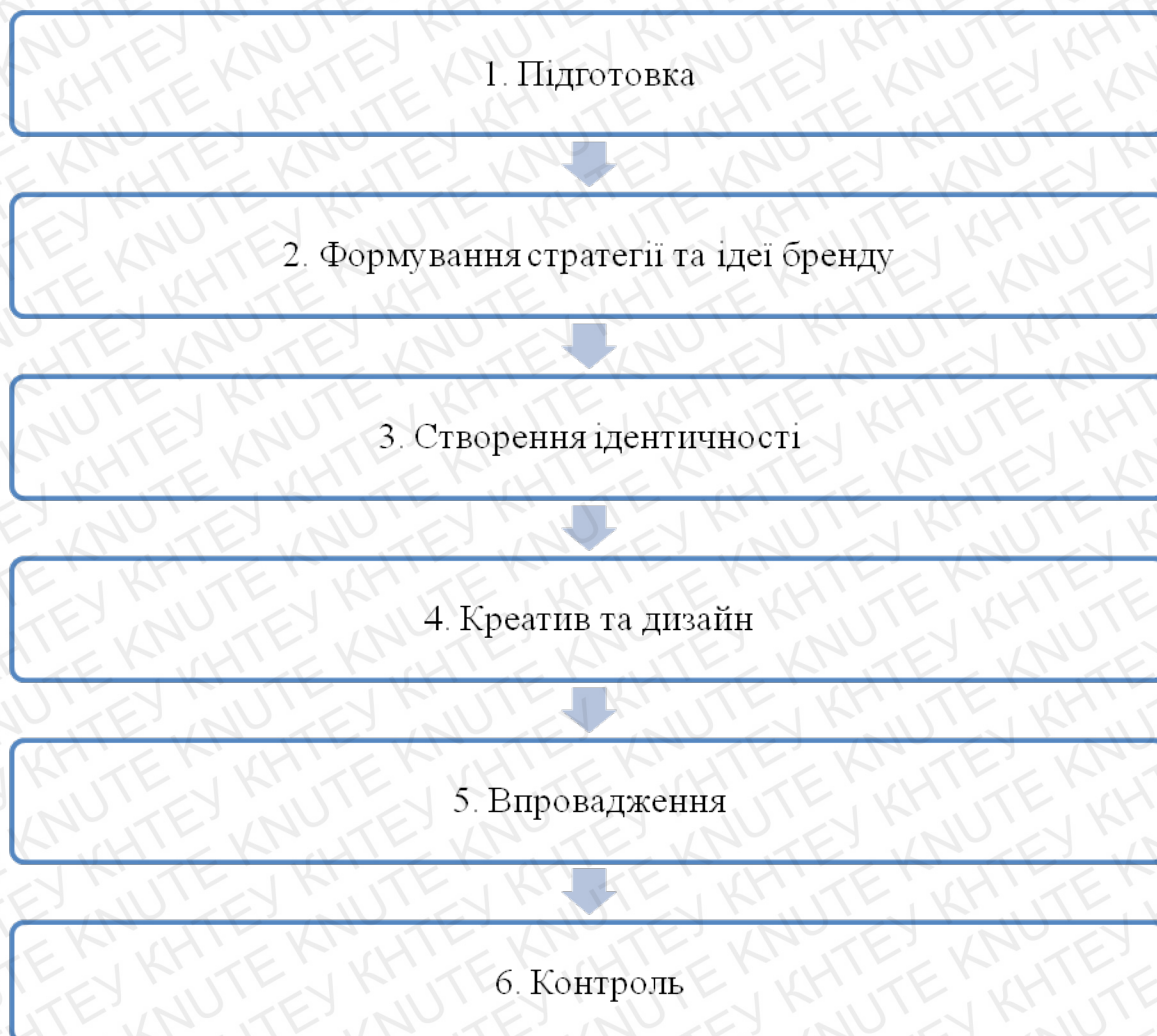 1. Підготовка
2. Формування стратегії та ідеї бренду
3. Створення ідентичності
4. Креатив та дизайн
5. Впровадження
6. Контроль